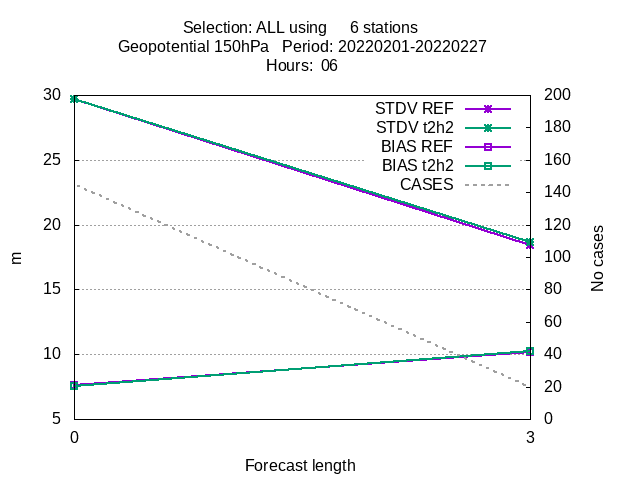 Selection: ALL using     6 stations
Geopotential 150hPa   Period: 20220201-20220227
Hours:  06
30
25
20
15
10
5
m
200
180
160
140
120
100
80
60
40
20
0
No cases
STDV REF
STDV t2h2
BIAS REF
BIAS t2h2
CASES
0
3
Forecast length